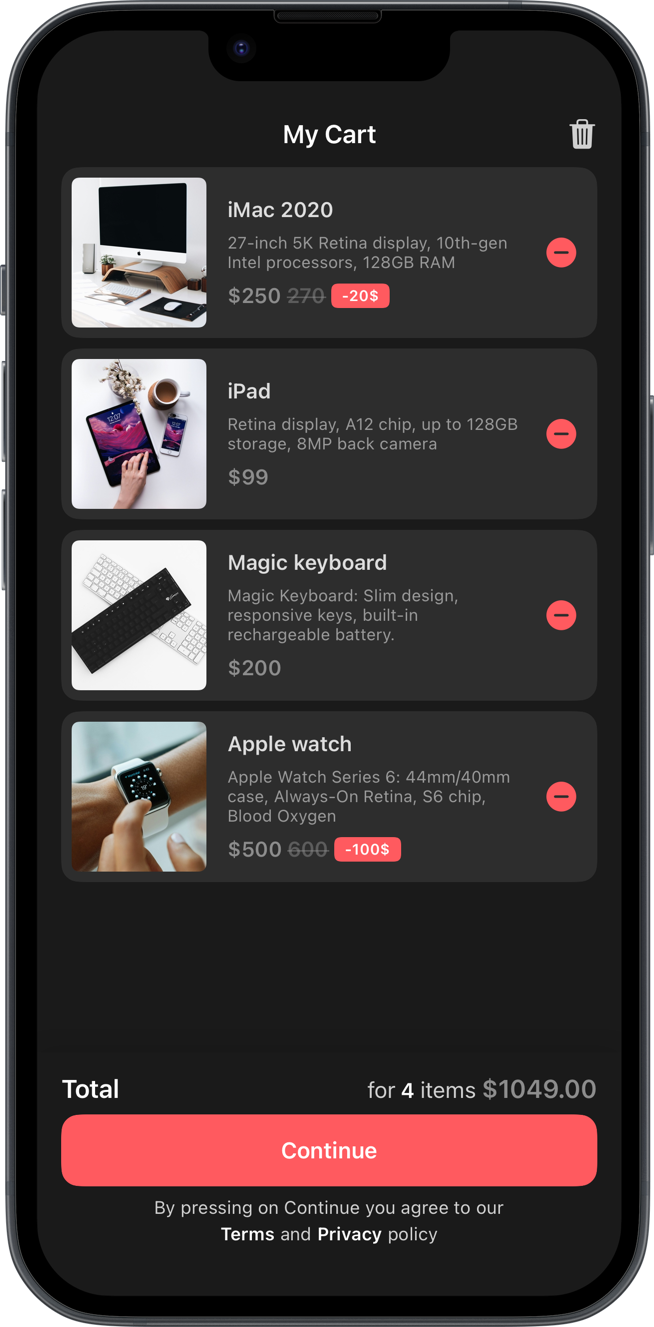 My Cart
iMac 2020
27-inch 5K Retina display, 10th-gen
Intel processors, 128GB RAM
$250 270 -20$
iPad
Retina display, A12 chip, up to 128GB
storage, 8MP back camera
$99
Magic keyboard
Magic Keyboard: Slim design,
responsive keys, built-in
rechargeable battery.
$200
Apple watch
Apple Watch Series 6: 44mm/40mm
case, Always-On Retina, S6 chip,
Blood Oxygen
$500 600 -100$
Total for 4 items $1049.00
Continue
By pressing on Continue you agree to our
Terms and Privacy policy